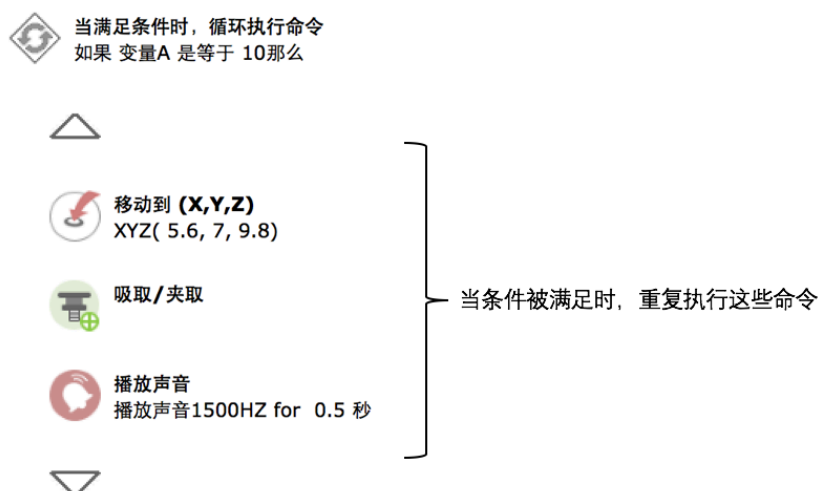 当满足条件时，循环执行命令
如果 变量A 是等于 10那么
移动到 (X,Y,Z)
XYZ( 5.6, 7, 9.8)
吸取/夹取
当条件被满足时，重复执行这些命令
播放声音
播放声音1500HZ for 0.5 秒